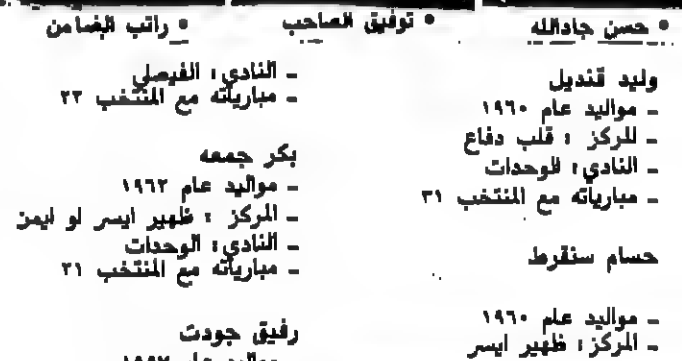 • حسن جادالله
• توفيق الصاحب
• راتب الضامن
وليد قنديل
ـ مواليد عام ١٩٦٠
ـ المركز : قلب دفاع
ـ النادي: الوحدات
ـ مبارياته مع المنتخب ٣١
حسام سنقرط
ـ مواليد عام ١٩٦٠
ـ المركز: ظهير ايسر
ـ النادي: الفيصلي
ـ مبارياته مع المنتخب ٢٣
بكر جمعه
ـ مواليد عام ١٩٦٢
ـ المركز : ظهير ايسر او ايمن
ـ النادي: الوحدات
ـ مبارياته مع المنتخب ٢١
رفيق جودت
ـ مواليد عام